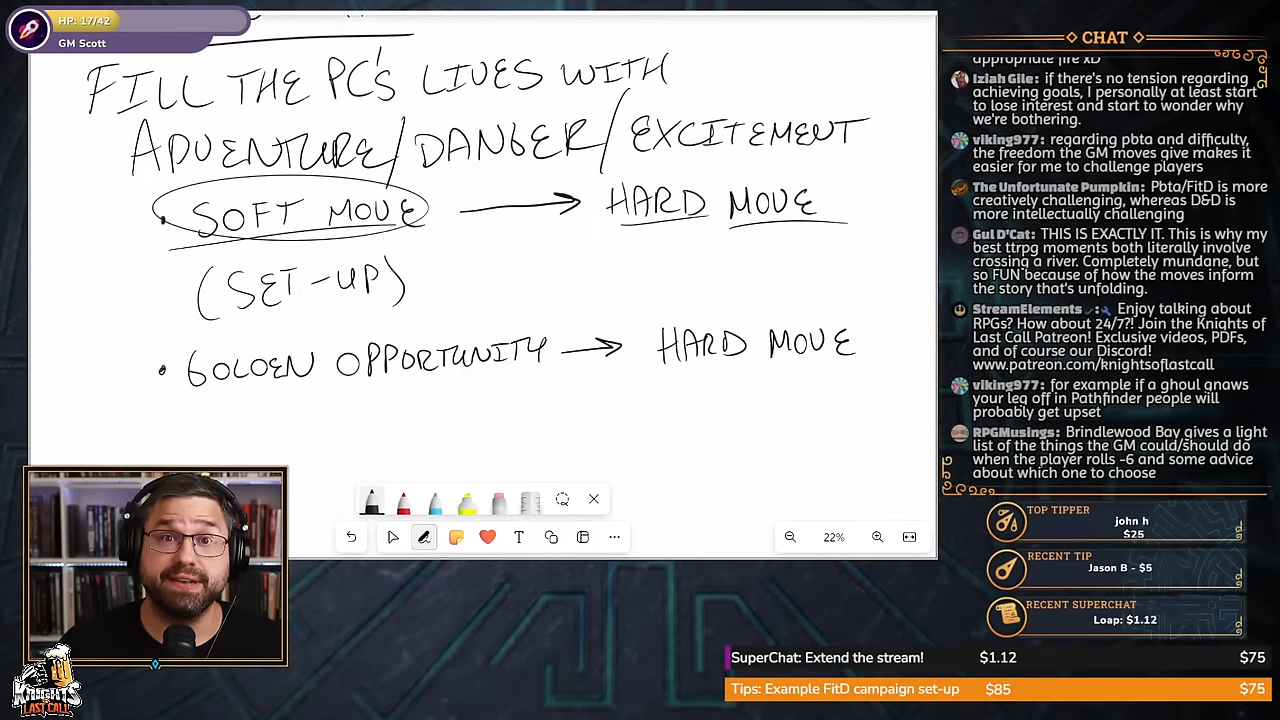 HP: 17/42
GM Scott
FILL THE PC'S LIVES WITH
ADVENTURE/DANGER/EXCITEMENT
• SOFT MOVE → HARD MOVE
(SET-UP)
• GOLDEN OPPORTUNITY → HARD MOVE
T
22%
KNIGHTS
OF
LAST CALL
CHAT
appropriate fire xD
Iziah Gile: if there's no tension regarding
achieving goals, I personally at least start
to lose interest and start to wonder why
we're bothering.
viking977: regarding pbta and difficulty,
the freedom the GM moves give makes it
easier for me to challenge players
The Unfortunate Pumpkin: Pbta/FitD is more
creatively challenging, whereas D&D is
more intellectually challenging
Gul D'Cat: THIS IS EXACTLY IT. This is why my
best ttrpg moments both literally involve
crossing a river. Completely mundane, but
so FUN because of how the moves inform
the story that's unfolding.
StreamElements: Enjoy talking about
RPGs? How about 24/7?! Join the Knights of
Last Call Patreon! Exclusive videos, PDFs,
and of course our Discord!
www.patreon.com/knightsoflastcall
viking977: for example if a ghoul gnaws
your leg off in Pathfinder people will
probably get upset
RPGMusings: Brindlewood Bay gives a light
list of the things the GM could/should do
when the player rolls -6 and some advice
about which one to choose
TOP TIPPER
john h
$25
RECENT TIP
Jason B - $5
RECENT SUPERCHAT
Loap: $1.12
SuperChat: Extend the stream! $1.12 $75
Tips: Example FitD campaign set-up $85 $75